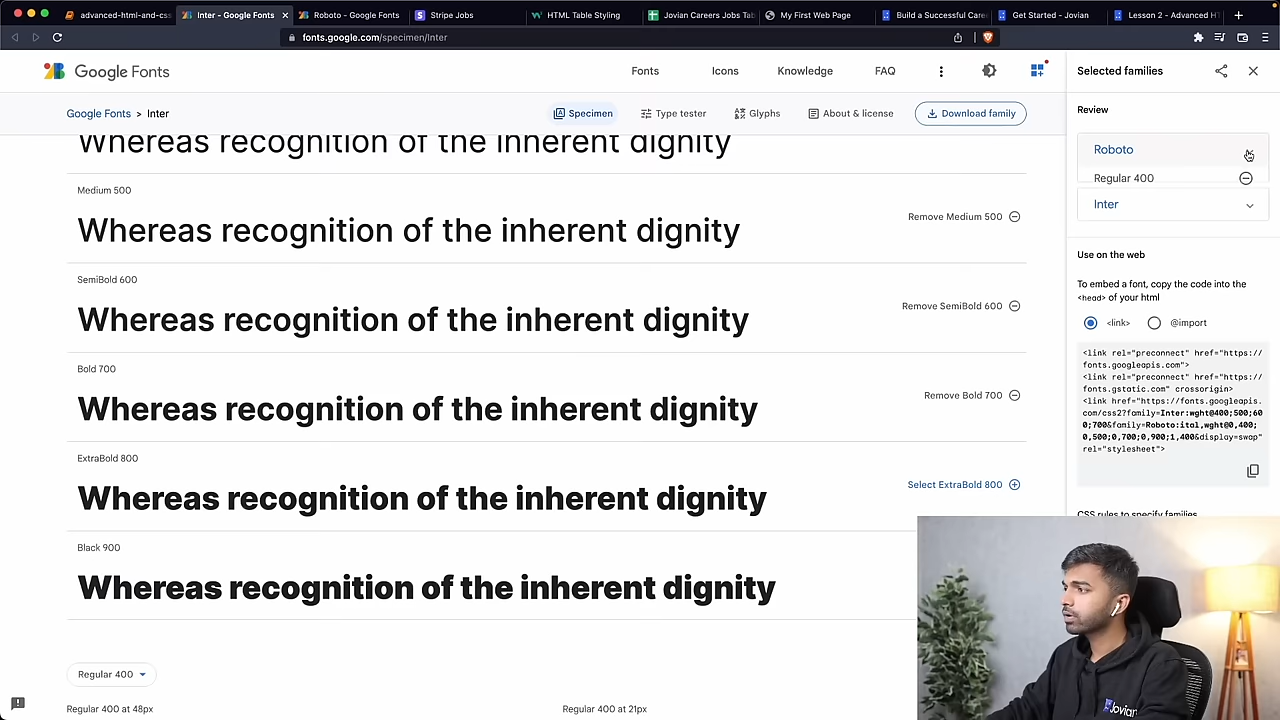 advanced-html-and-css
Inter - Google Fonts
Roboto - Google Fonts
Stripe Jobs
HTML Table Styling
Jovian Careers Jobs Tab
My First Web Page
Build a Successful Caree
Get Started - Jovian
Lesson 2 - Advanced HT
fonts.google.com/specimen/Inter
Google Fonts
Fonts
Icons
Knowledge
FAQ
Google Fonts > Inter
Specimen
Type tester
Glyphs
About & license
Download family
Whereas recognition of the inherent dignity
Medium 500
Whereas recognition of the inherent dignity
Remove Medium 500
SemiBold 600
Whereas recognition of the inherent dignity
Remove SemiBold 600
Bold 700
Whereas recognition of the inherent dignity
Remove Bold 700
ExtraBold 800
Whereas recognition of the inherent dignity
Select ExtraBold 800
Black 900
Whereas recognition of the inherent dignity
Regular 400
Regular 400 at 48px
Regular 400 at 21px
Selected families
Review
Roboto
Regular 400
Inter
Use on the web
To embed a font, copy the code into the
<head> of your html
<link>
@import
<link rel="preconnect" href="https://
fonts.googleapis.com">
<link rel="preconnect" href="https://
fonts.gstatic.com" crossorigin>
<link href="https://fonts.googleapis.
com/css2?family=Inter:wght@400;500;60
0;700&family=Roboto:ital,wght@0,400;
0,500;0,700;0,900;1,400&display=swap"
rel="stylesheet">
CSS rules to specify families
Jovian